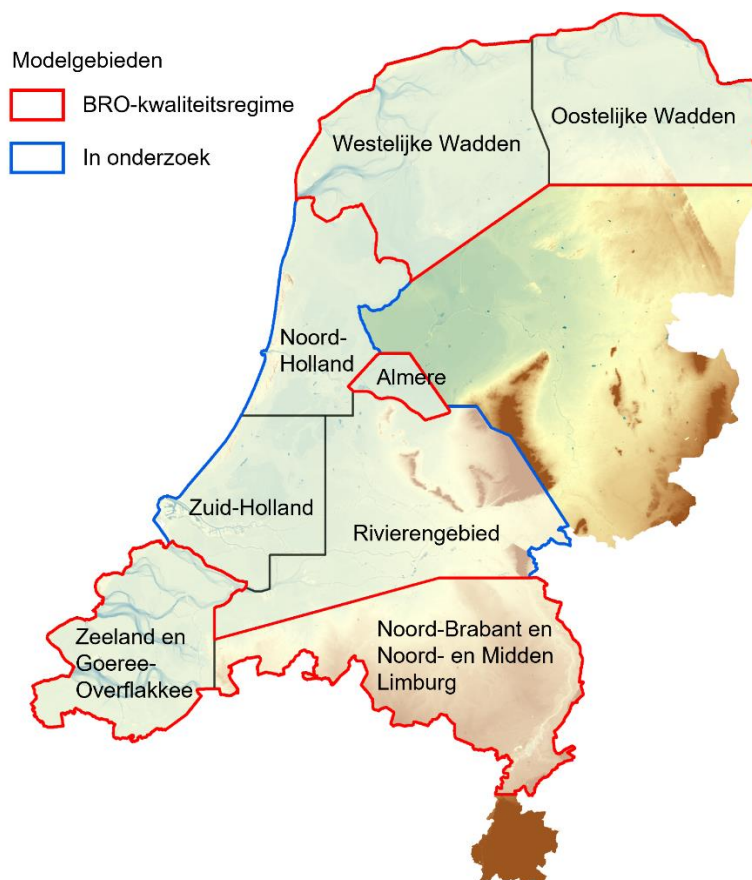 Modelgebieden
BRO-kwaliteitsregime
In onderzoek
Westelijke Wadden
Oostelijke Wadden
Noord-
Holland
Almere
Zuid-Holland
Rivierengebied
Zeeland en
Goeree-
Overflakkee
Noord-Brabant en
Noord- en Midden
Limburg